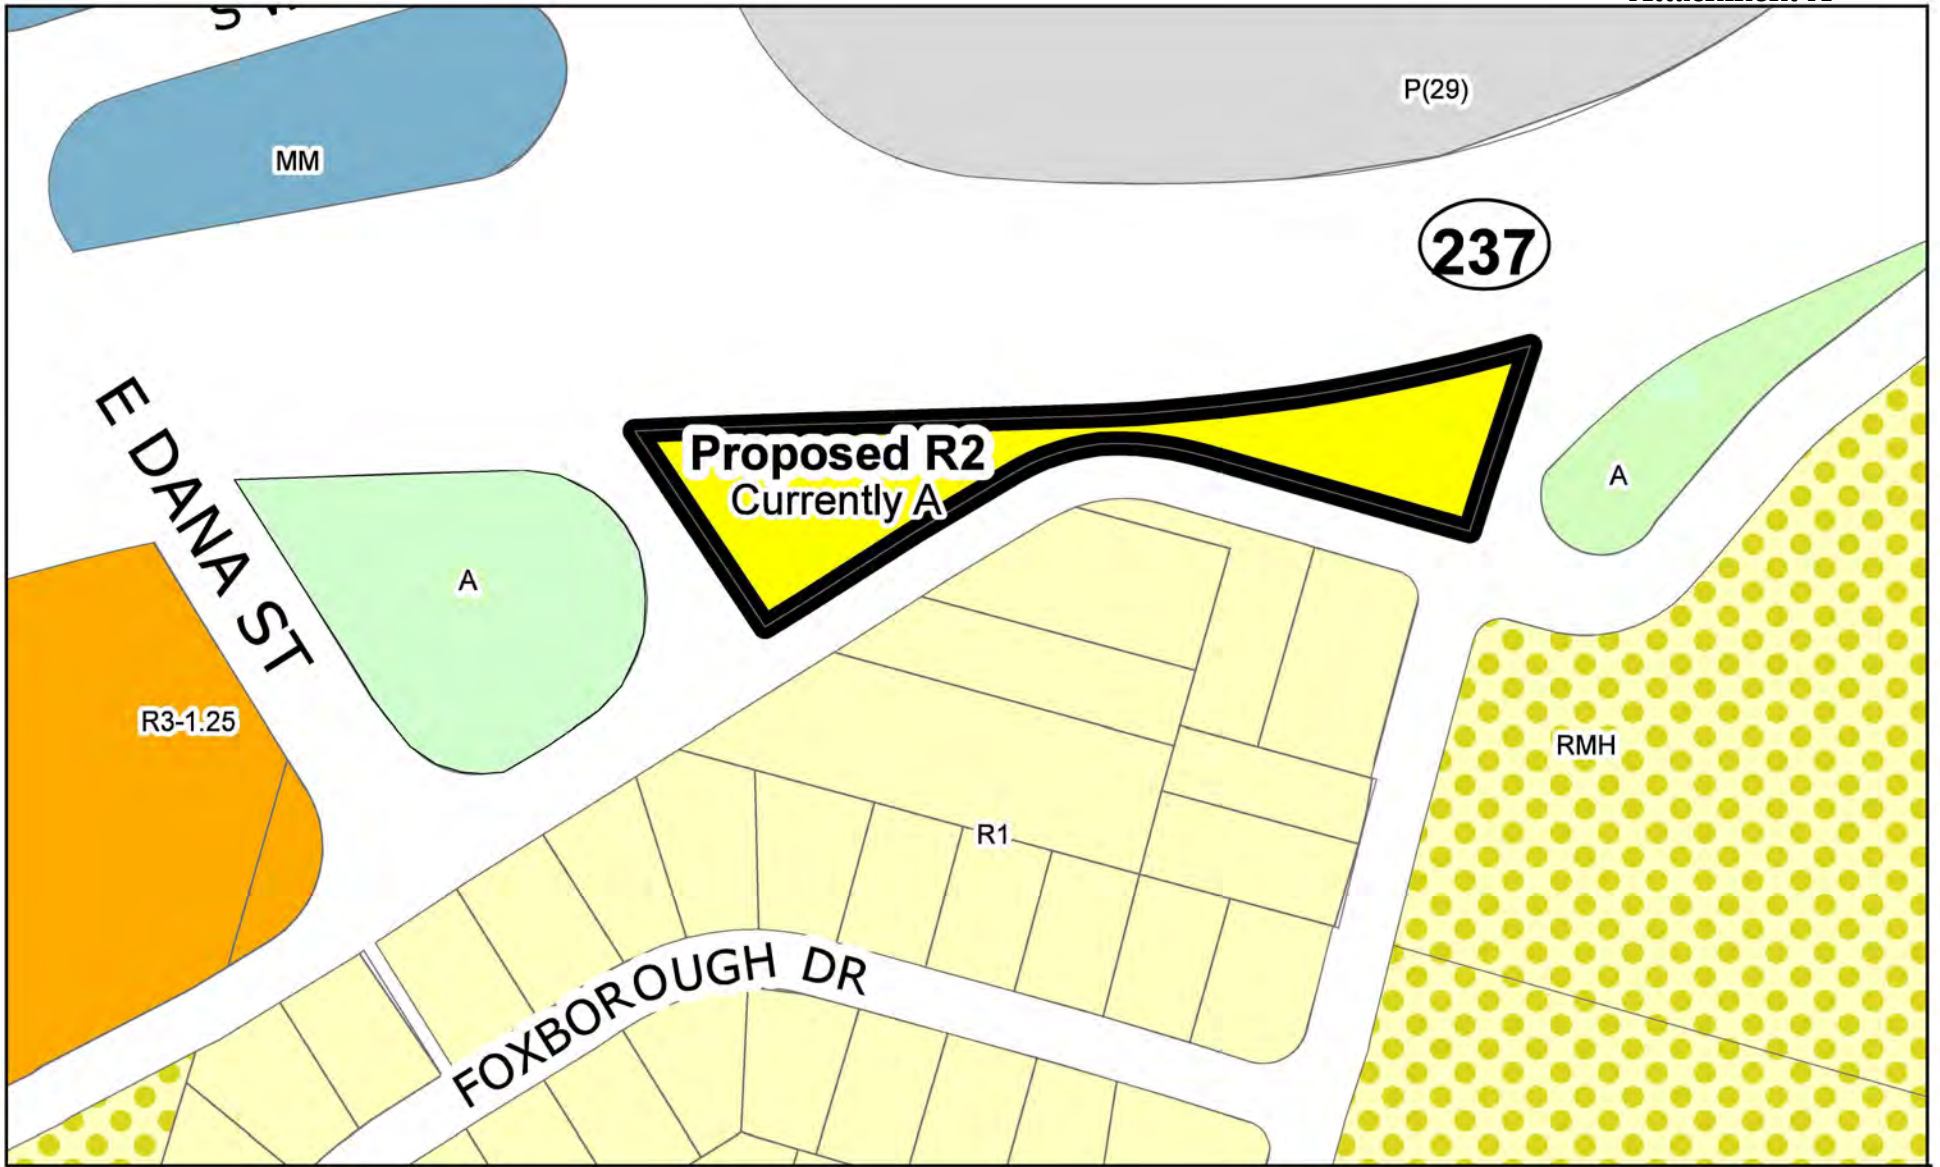 P(29)
MM
237
E DANA ST
Proposed R2
Currently A
A
A
R3-1.25
RMH
R1
FOXBOROUGH DR